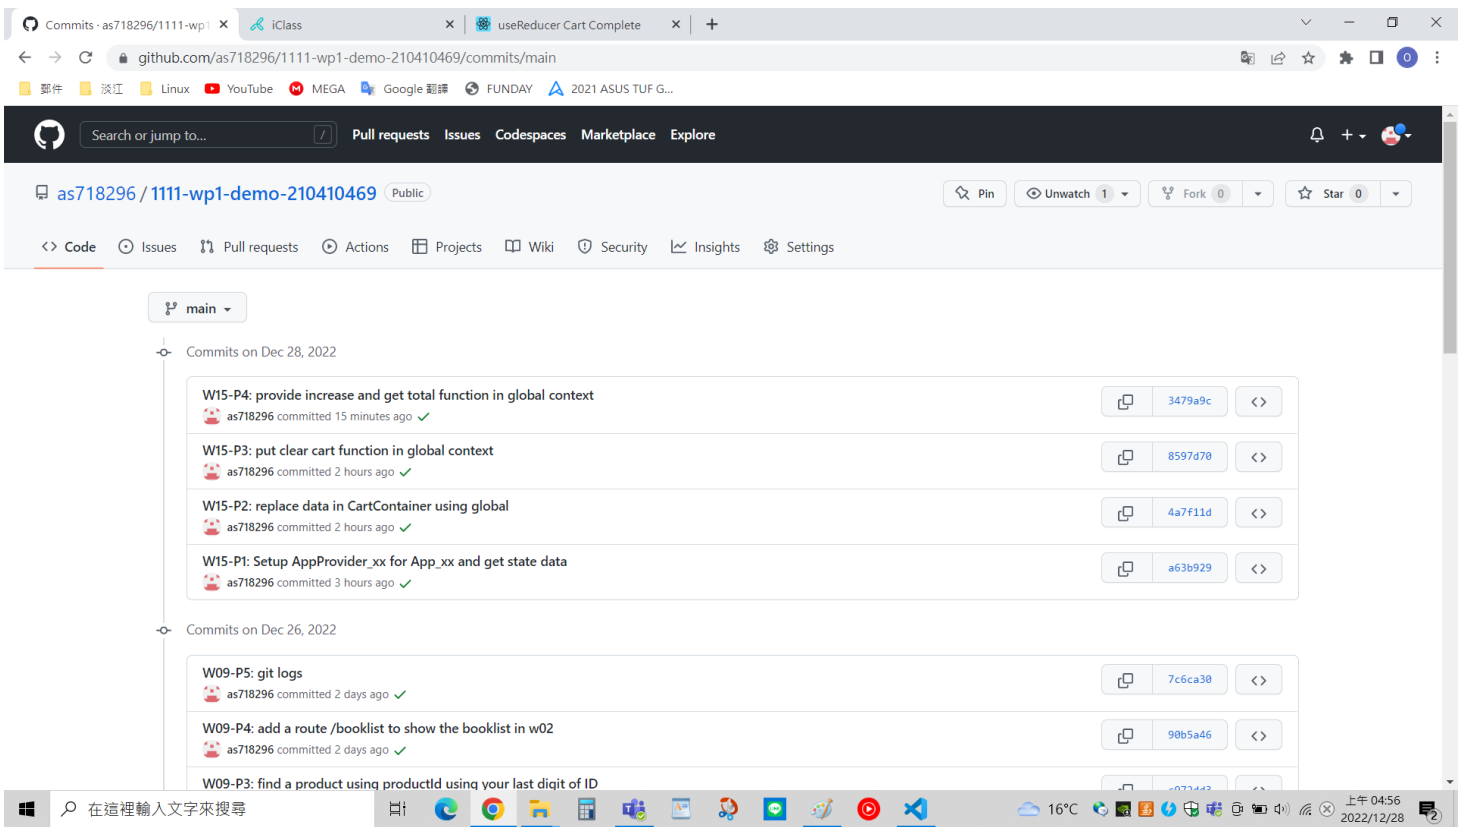 Commits · as718296/1111-wp1
iClass
useReducer Cart Complete
github.com/as718296/1111-wp1-demo-210410469/commits/main
郵件
淡江
Linux
YouTube
MEGA
Google 翻譯
FUNDAY
2021 ASUS TUF G...
Search or jump to...
/
Pull requests
Issues
Codespaces
Marketplace
Explore
as718296 / 1111-wp1-demo-210410469
Public
Pin
Unwatch 1
Fork 0
Star 0
Code
Issues
Pull requests
Actions
Projects
Wiki
Security
Insights
Settings
main
Commits on Dec 28, 2022
W15-P4: provide increase and get total function in global context
as718296 committed 15 minutes ago
3479a9c
W15-P3: put clear cart function in global context
as718296 committed 2 hours ago
8597d70
W15-P2: replace data in CartContainer using global
as718296 committed 2 hours ago
4a7f11d
W15-P1: Setup AppProvider_xx for App_xx and get state data
as718296 committed 3 hours ago
a63b929
Commits on Dec 26, 2022
W09-P5: git logs
as718296 committed 2 days ago
7c6ca30
W09-P4: add a route /booklist to show the booklist in w02
as718296 committed 2 days ago
90b5a46
W09-P3: find a product using productId using your last digit of ID
在這裡輸入文字來搜尋
16°C
上午 04:56
2022/12/28
2